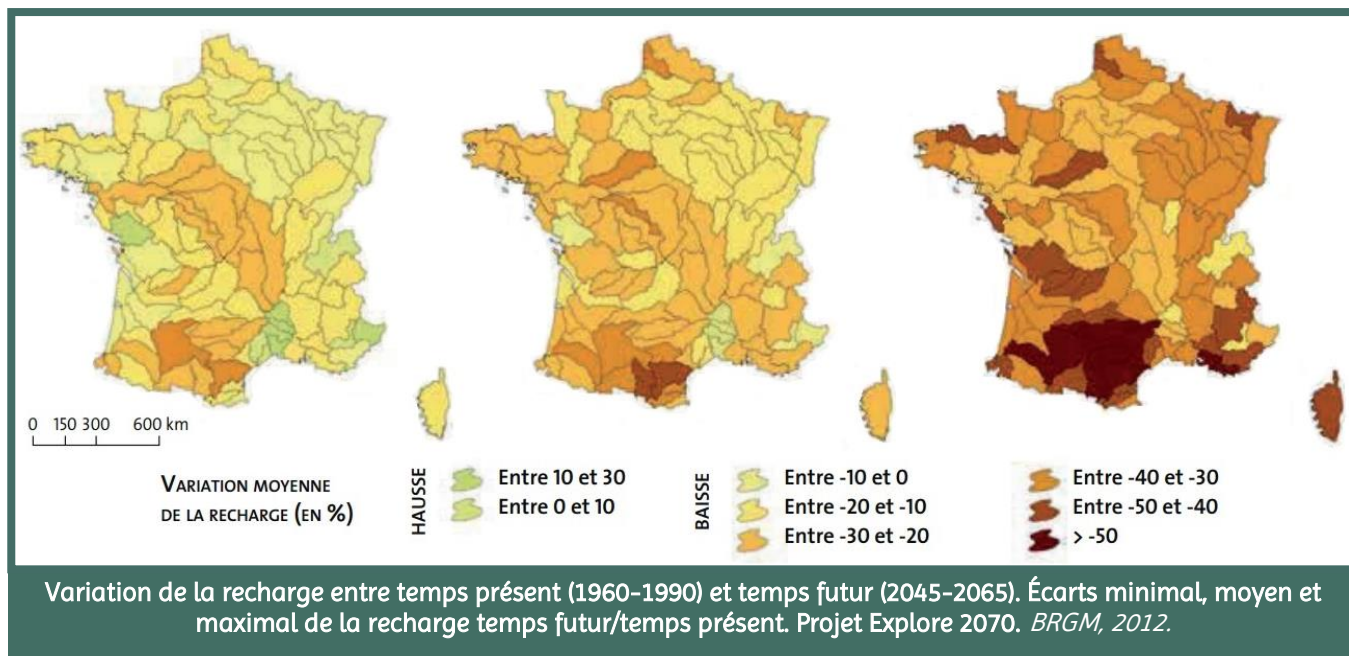 0 150 300 600 km
VARIATION MOYENNE
DE LA RECHARGE (EN %)
HAUSSE
Entre 10 et 30
Entre 0 et 10
BAISSE
Entre -10 et 0
Entre -20 et -10
Entre -30 et -20
Entre -40 et -30
Entre -50 et -40
> -50
Variation de la recharge entre temps présent (1960-1990) et temps futur (2045-2065). Écarts minimal, moyen et
maximal de la recharge temps futur/temps présent. Projet Explore 2070. BRGM, 2012.